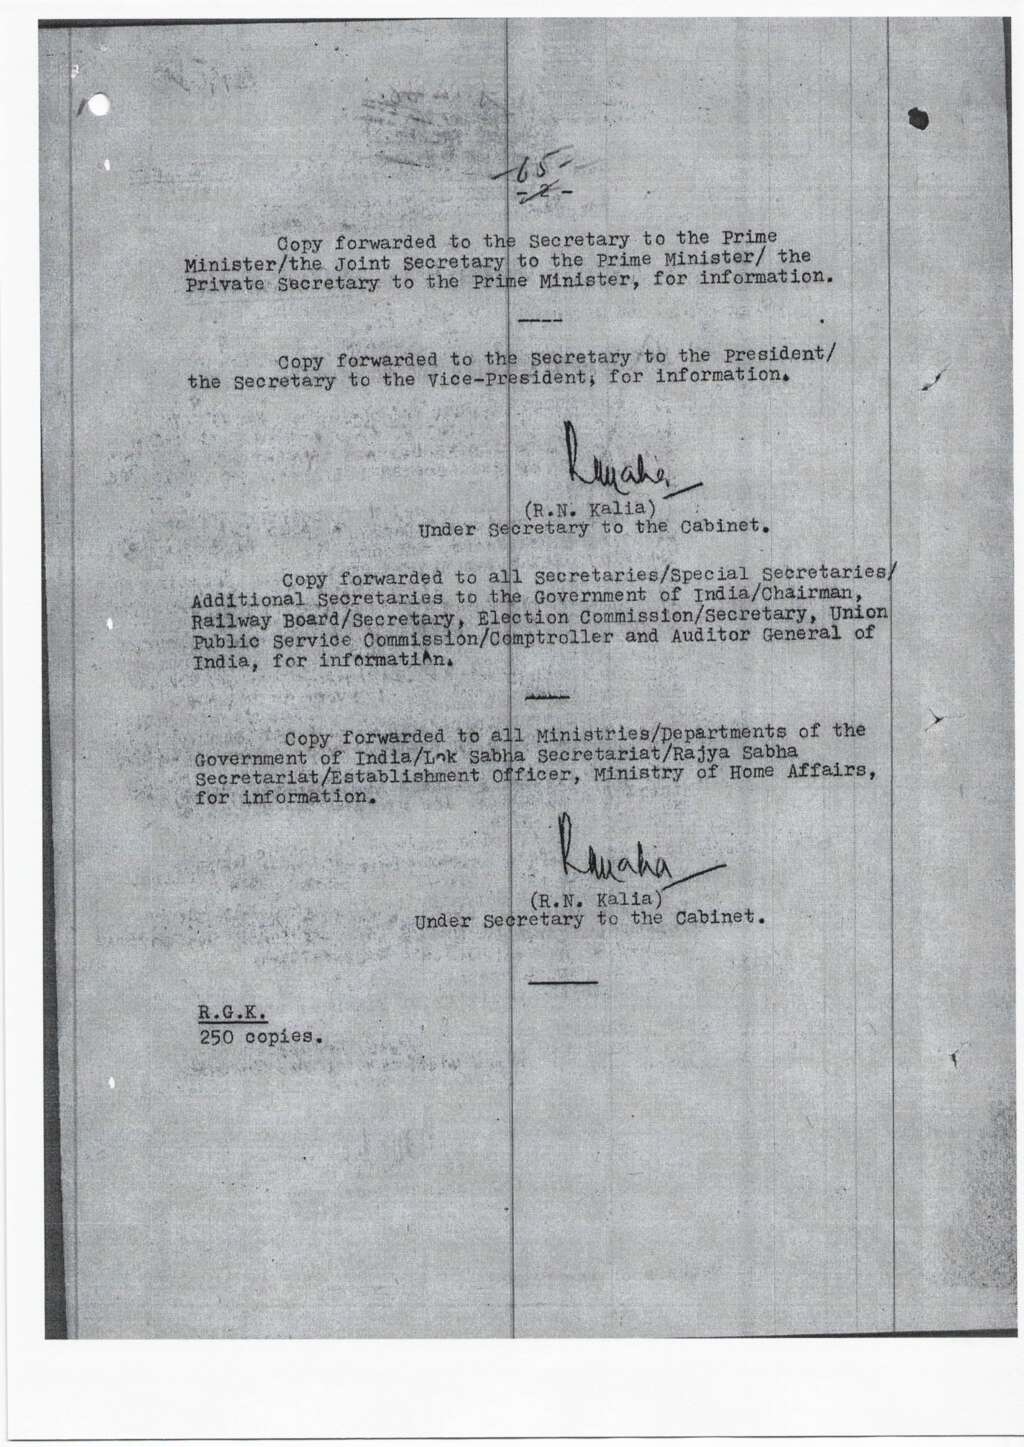 -65-
-2-
Copy forwarded to the Secretary to the Prime
Minister/the Joint Secretary to the Prime Minister/ the
Private Secretary to the Prime Minister, for information.
Copy forwarded to the Secretary to the President/
the Secretary to the Vice-President, for information.
(R.N. Kalia)
Under Secretary to the Cabinet.
Copy forwarded to all Secretaries/Special Secretaries/
Additional Secretaries to the Government of India/Chairman,
Railway Board/Secretary, Election Commission/Secretary, Union
Public Service Commission/Comptroller and Auditor General of
India, for information.
Copy forwarded to all Ministries/Departments of the
Government of India/Lok Sabha Secretariat/Rajya Sabha
Secretariat/Establishment Officer, Ministry of Home Affairs,
for information.
(R.N. Kalia)
Under Secretary to the Cabinet.
R.G.K.
250 copies.